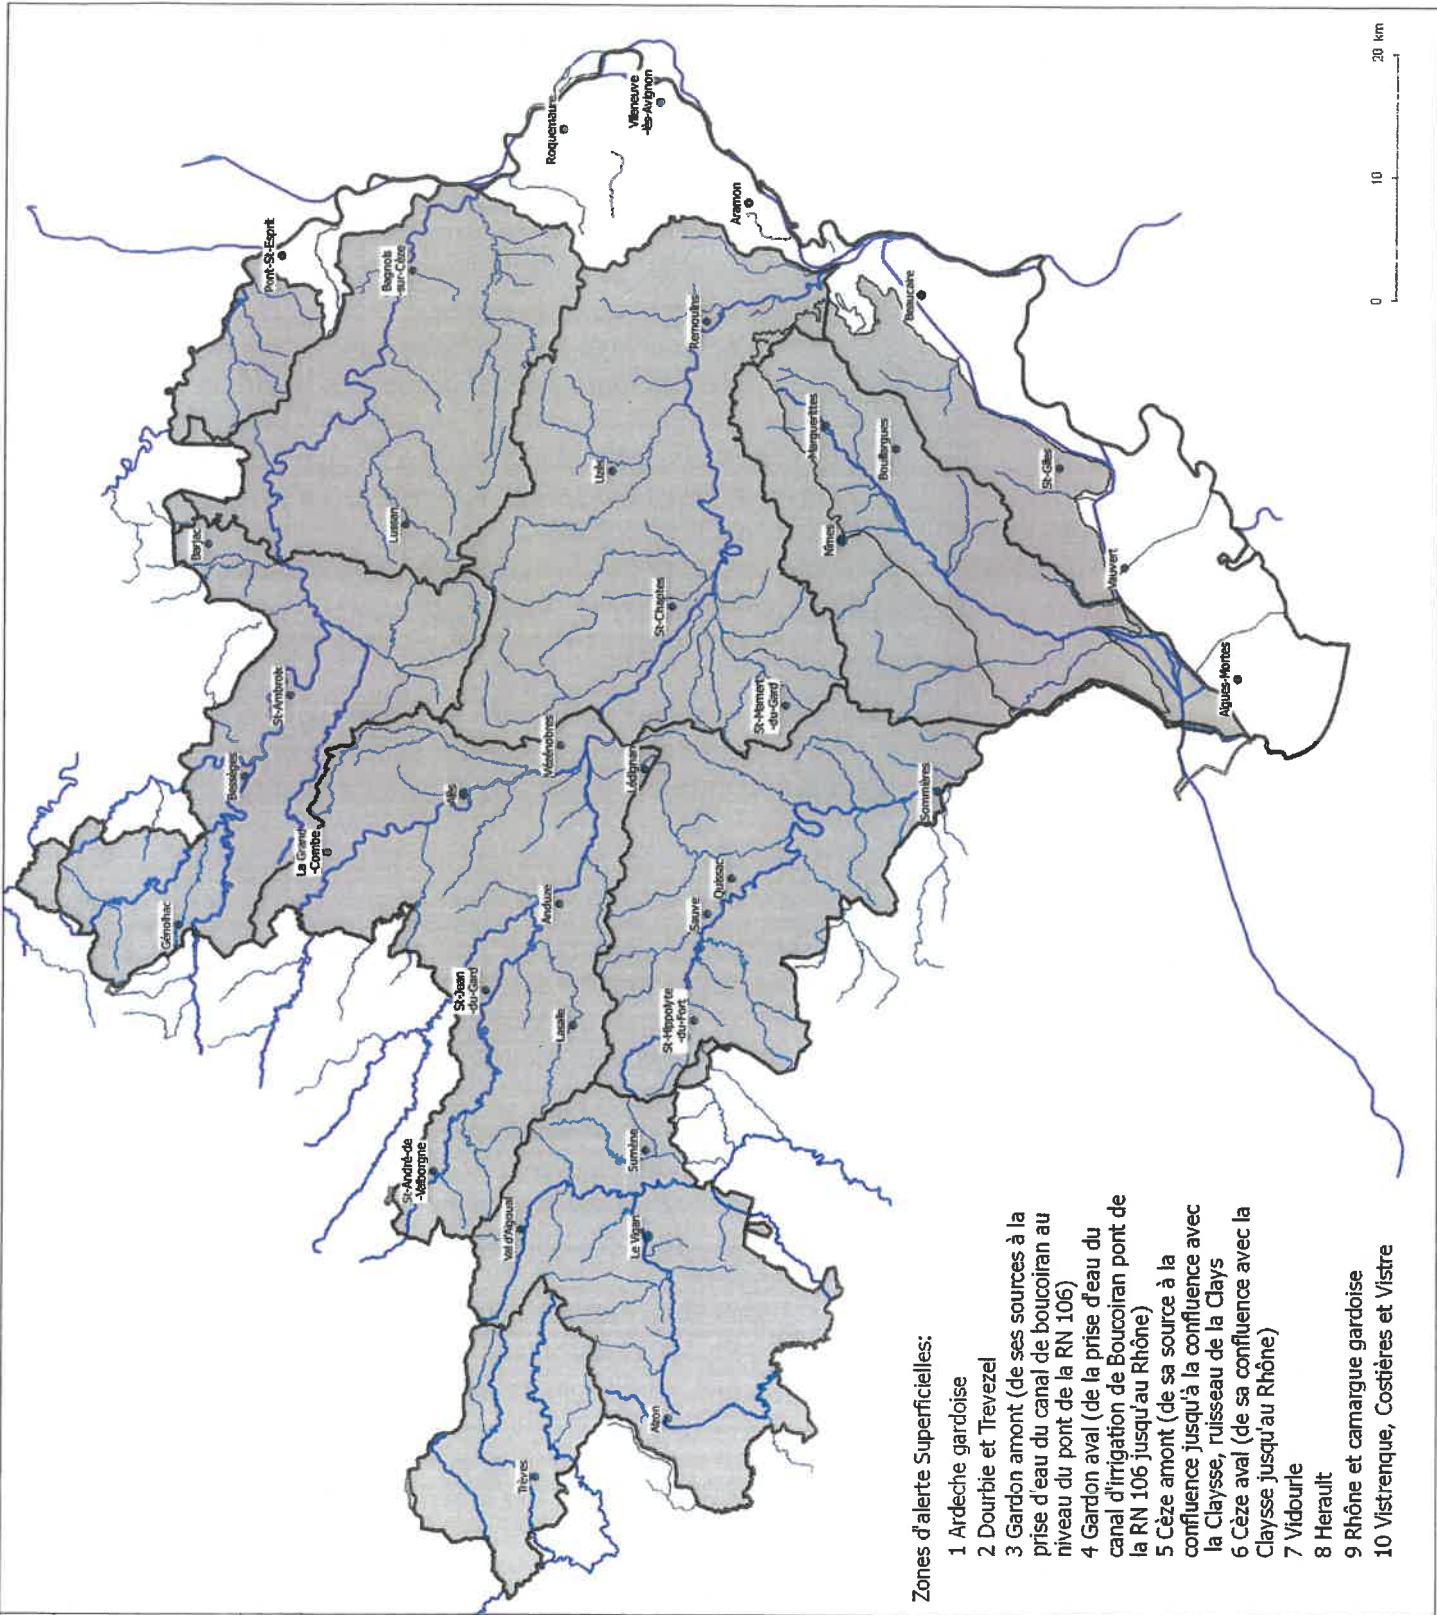 Génolhac
Bessèges
La Grand
-Combe
St-Ambroix
Barjac
Pont-St-Esprit
Bagnols
-sur-Cèze
Lussan
Roquemaure
Villeneuve
-lès-Avignon
Aramon
Remoulins
Uzès
St-Chaptes
Alès
Vézénobres
Lédignan
St-Mamert
-du-Gard
Anduze
St-Jean
-du-Gard
Lasalle
St-André-de
-Valborgne
Val d'Aigoual
Sumène
Le Vigan
Trèves
Alzon
St-Hippolyte
-du-Fort
Sauve
Quissac
Sommières
Nîmes
Marguerittes
Bouillargues
Beaucaire
St-Gilles
Vauvert
Aigues-Mortes
0 10 20 km
Zones d'alerte Superficielles:
1 Ardeche gardoise
2 Dourbie et Trevezel
3 Gardon amont (de ses sources à la
prise d'eau du canal de boucoiran au
niveau du pont de la RN 106)
4 Gardon aval (de la prise d'eau du
canal d'irrigation de Boucoiran pont de
la RN 106 jusqu'au Rhône)
5 Cèze amont (de sa source à la
confluence jusqu'à la confluence avec
la Claysse, ruisseau de la Clays
6 Cèze aval (de sa confluence avec la
Claysse jusqu'au Rhône)
7 Vidourle
8 Herault
9 Rhône et camargue gardoise
10 Vistrenque, Costières et Vistre